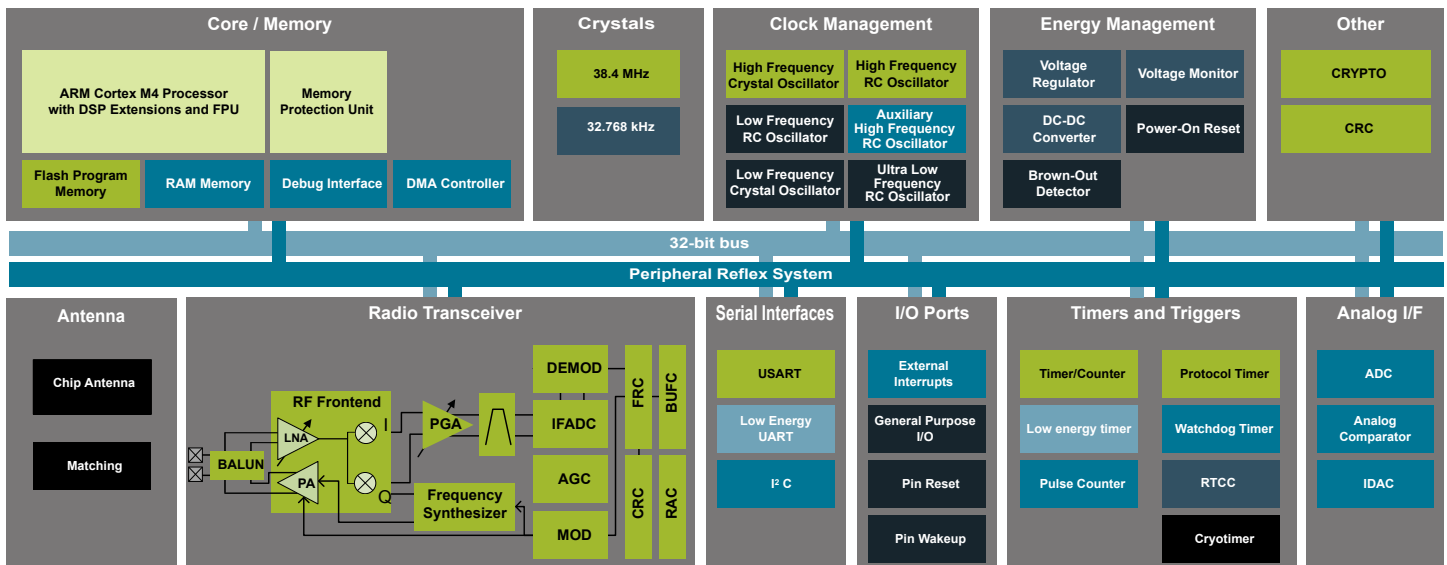 Core / Memory
ARM Cortex M4 Processor
with DSP Extensions and FPU
Memory
Protection Unit
Flash Program
Memory
RAM Memory
Debug Interface
DMA Controller
Crystals
38.4 MHz
32.768 kHz
Clock Management
High Frequency
Crystal Oscillator
High Frequency
RC Oscillator
Low Frequency
RC Oscillator
Auxiliary
High Frequency
RC Oscillator
Low Frequency
Crystal Oscillator
Ultra Low
Frequency
RC Oscillator
Energy Management
Voltage
Regulator
Voltage Monitor
DC-DC
Converter
Power-On Reset
Brown-Out
Detector
Other
CRYPTO
CRC
32-bit bus
Peripheral Reflex System
Antenna
Chip Antenna
Matching
Radio Transceiver
RF Frontend
LNA
I
BALUN
PA
Q
PGA
Frequency
Synthesizer
DEMOD
IFADC
AGC
MOD
FRC
BUFC
CRC
RAC
Serial Interfaces
USART
Low Energy
UART
I² C
I/O Ports
External
Interrupts
General Purpose
I/O
Pin Reset
Pin Wakeup
Timers and Triggers
Timer/Counter
Protocol Timer
Low energy timer
Watchdog Timer
Pulse Counter
RTCC
Cryotimer
Analog I/F
ADC
Analog
Comparator
IDAC